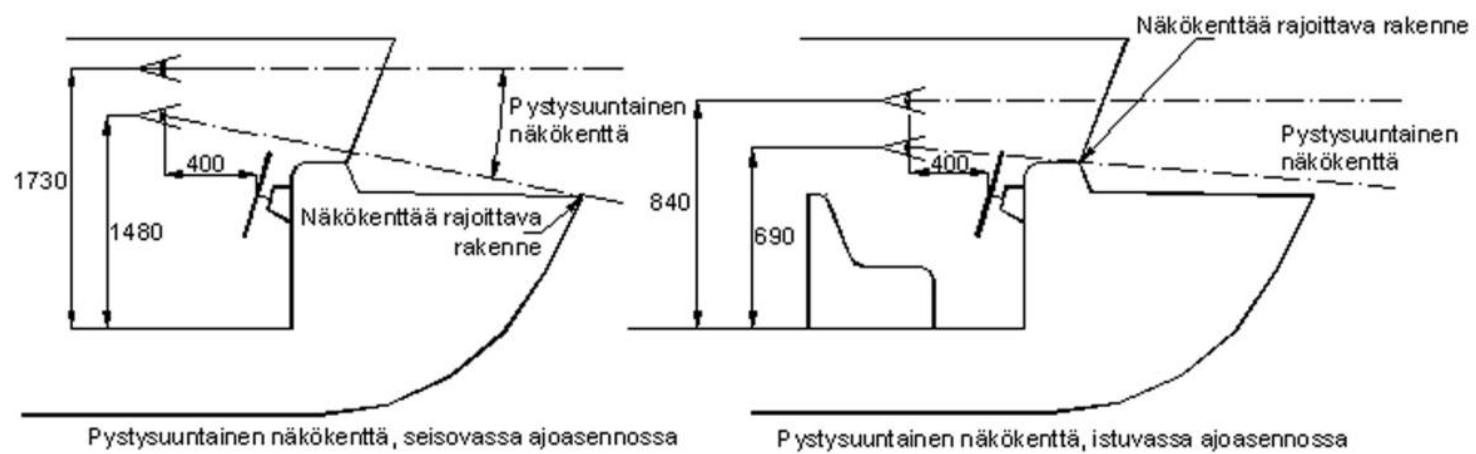 Näkökenttää rajoittava rakenne
Pystysuuntainen
näkökenttä
400
1730
1480
Näkökenttää rajoittava
rakenne
Pystysuuntainen
näkökenttä
400
840
690
Pystysuuntainen näkökenttä, seisovassa ajoasennossa
Pystysuuntainen näkökenttä, istuvassa ajoasennossa